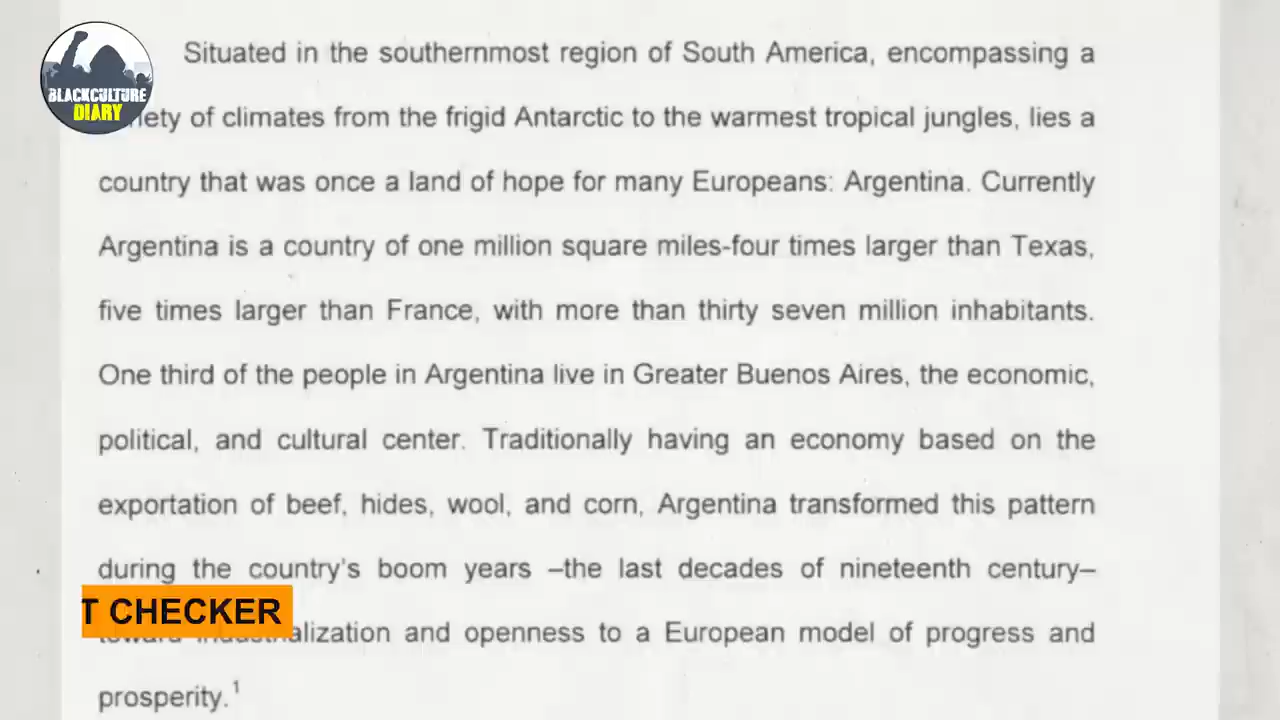 Situated in the southernmost region of South America, encompassing a
BLACKCULTURE
DIARY
of climates from the frigid Antarctic to the warmest tropical jungles, lies a
country that was once a land of hope for many Europeans: Argentina. Currently
Argentina is a country of one million square miles-four times larger than Texas,
five times larger than France, with more than thirty seven million inhabitants.
One third of the people in Argentina live in Greater Buenos Aires, the economic,
political, and cultural center. Traditionally having an economy based on the
exportation of beef, hides, wool, and corn, Argentina transformed this pattern
during the country's boom years –the last decades of nineteenth century–
T CHECKER
and openness to a European model of progress and
prosperity.1